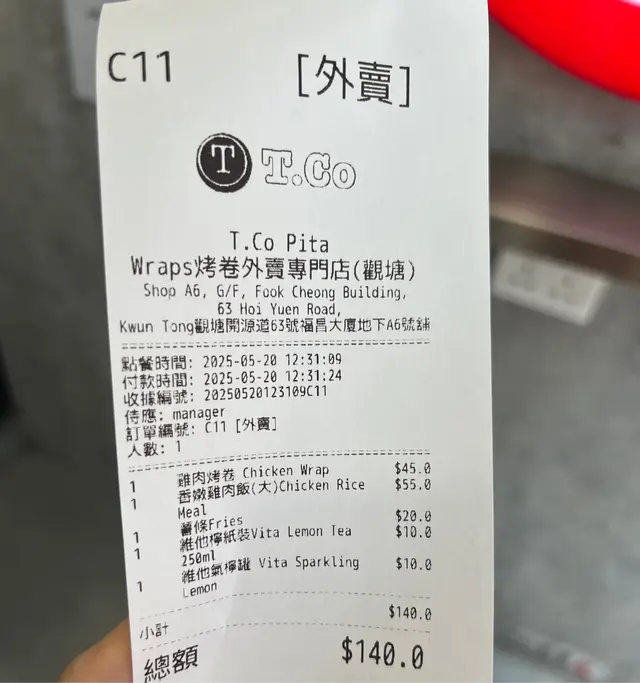 C11 [外賣]
T T.Co
T.Co Pita
Wraps烤卷外賣專門店(觀塘)
Shop A6, G/F, Fook Cheong Building,
63 Hoi Yuen Road,
Kwun Tong觀塘開源道63號福昌大廈地下A6號舖
點餐時間: 2025-05-20 12:31:09
付款時間: 2025-05-20 12:31:24
收據編號: 20250520123109C11
侍應: manager
訂單編號: C11 [外賣]
人數: 1
1 雞肉烤卷 Chicken Wrap $45.0
1 香嫩雞肉飯(大)Chicken Rice $55.0
Meal
1 薯條Fries $20.0
1 維他檸紙裝Vita Lemon Tea $10.0
250ml
1 維他氣檸罐 Vita Sparkling $10.0
Lemon
小計 $140.0
總額 $140.0